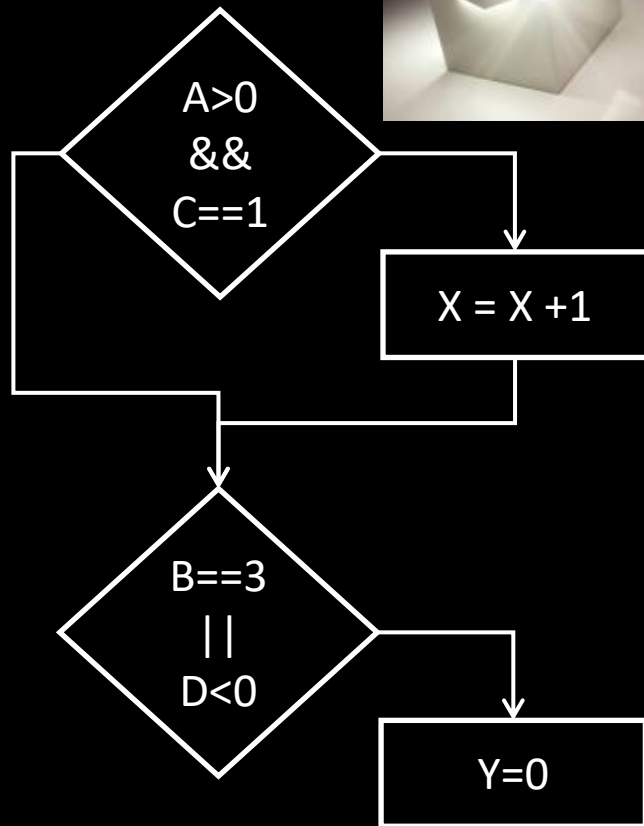 A>0
&&
C==1
X = X +1
B==3
||
D<0
Y=0